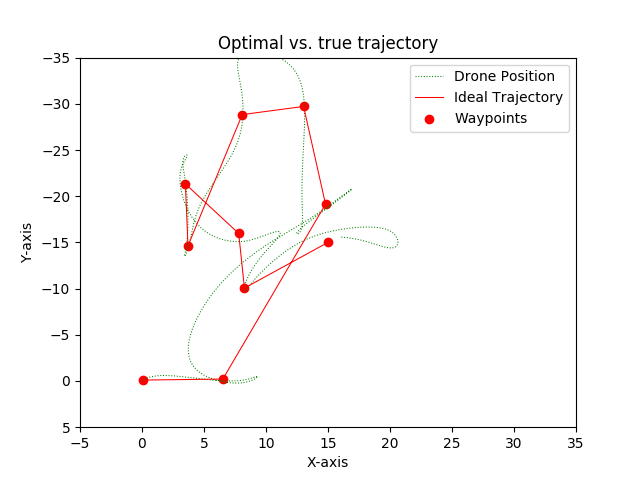 Optimal vs. true trajectory
Drone Position
Ideal Trajectory
Waypoints
Y-axis
−35
−30
−25
−20
−15
−10
−5
0
5
−5 0 5 10 15 20 25 30 35
X-axis